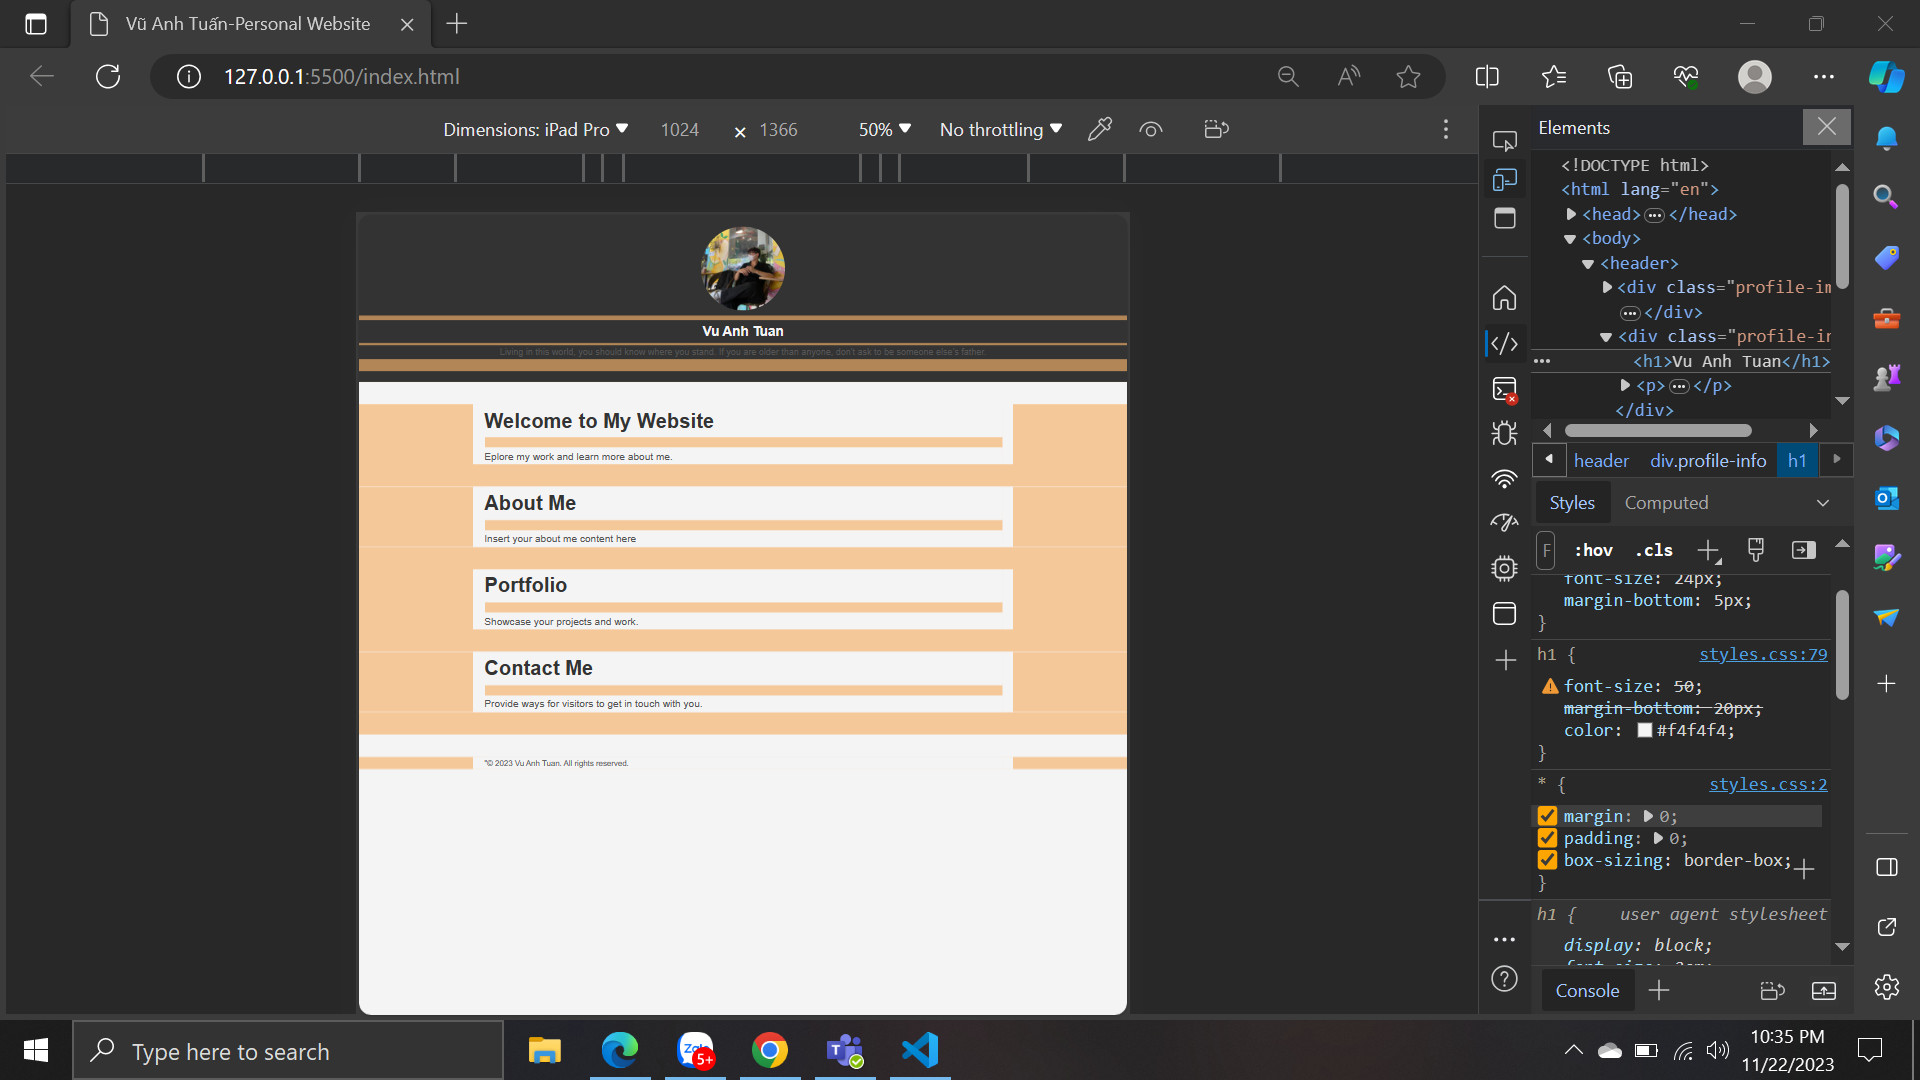 Vũ Anh Tuấn-Personal Website
127.0.0.1:5500/index.html
Dimensions: iPad Pro 1024 × 1366 50% No throttling
Vu Anh Tuan
Living in this world, you should know where you stand. If you are older than anyone, don't ask to be someone else's father.
Welcome to My Website
Eplore my work and learn more about me.
About Me
Insert your about me content here
Portfolio
Showcase your projects and work.
Contact Me
Provide ways for visitors to get in touch with you.
"© 2023 Vu Anh Tuan. All rights reserved.
Elements
<!DOCTYPE html>
<html lang="en">
<head> ••• </head>
<body>
<header>
<div class="profile-im
••• </div>
<div class="profile-in
••• <h1>Vu Anh Tuan</h1>
<p> ••• </p>
</div>
header div.profile-info h1
Styles Computed
F :hov .cls
font-size: 24px;
margin-bottom: 5px;
}
h1 { styles.css:79
font-size: 50;
margin-bottom: 20px;
color: #f4f4f4;
}
* { styles.css:2
margin: 0;
padding: 0;
box-sizing: border-box;
}
h1 { user agent stylesheet
display: block;
font-size: 2em;
Console
Type here to search
Zalo
5+
10:35 PM
11/22/2023